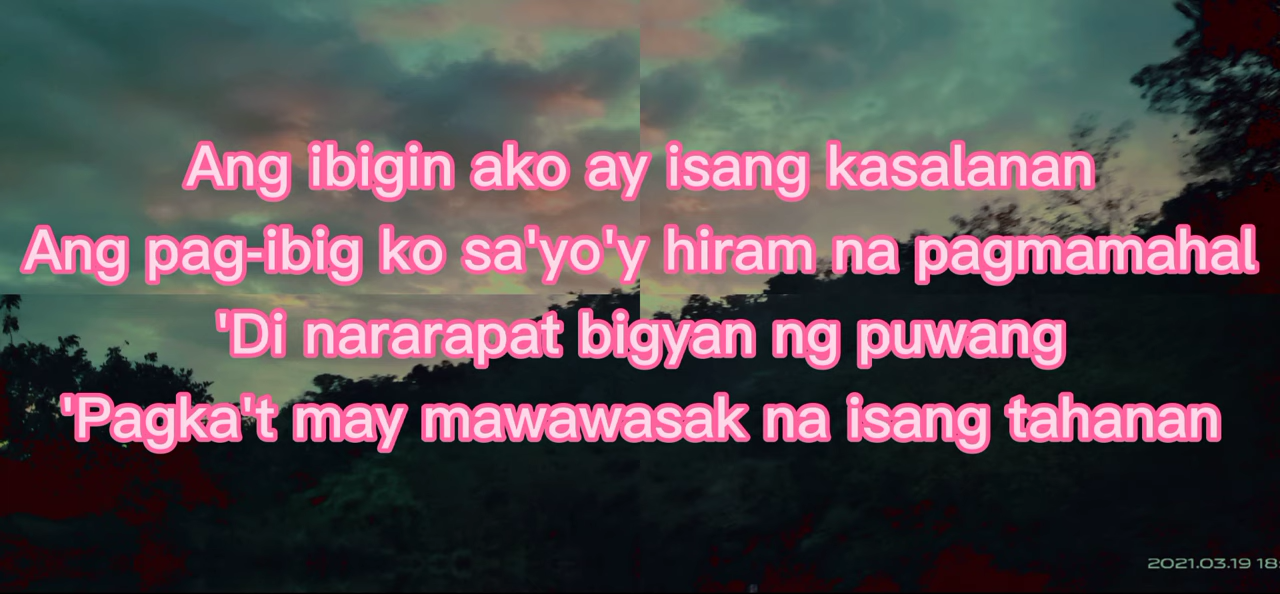 Ang ibigin ako ay isang kasalanan
Ang pag-ibig ko sa'yo'y hiram na pagmamahal
'Di nararapat bigyan ng puwang
'Pagka't may mawawasak na isang tahanan
2021.03.19 18